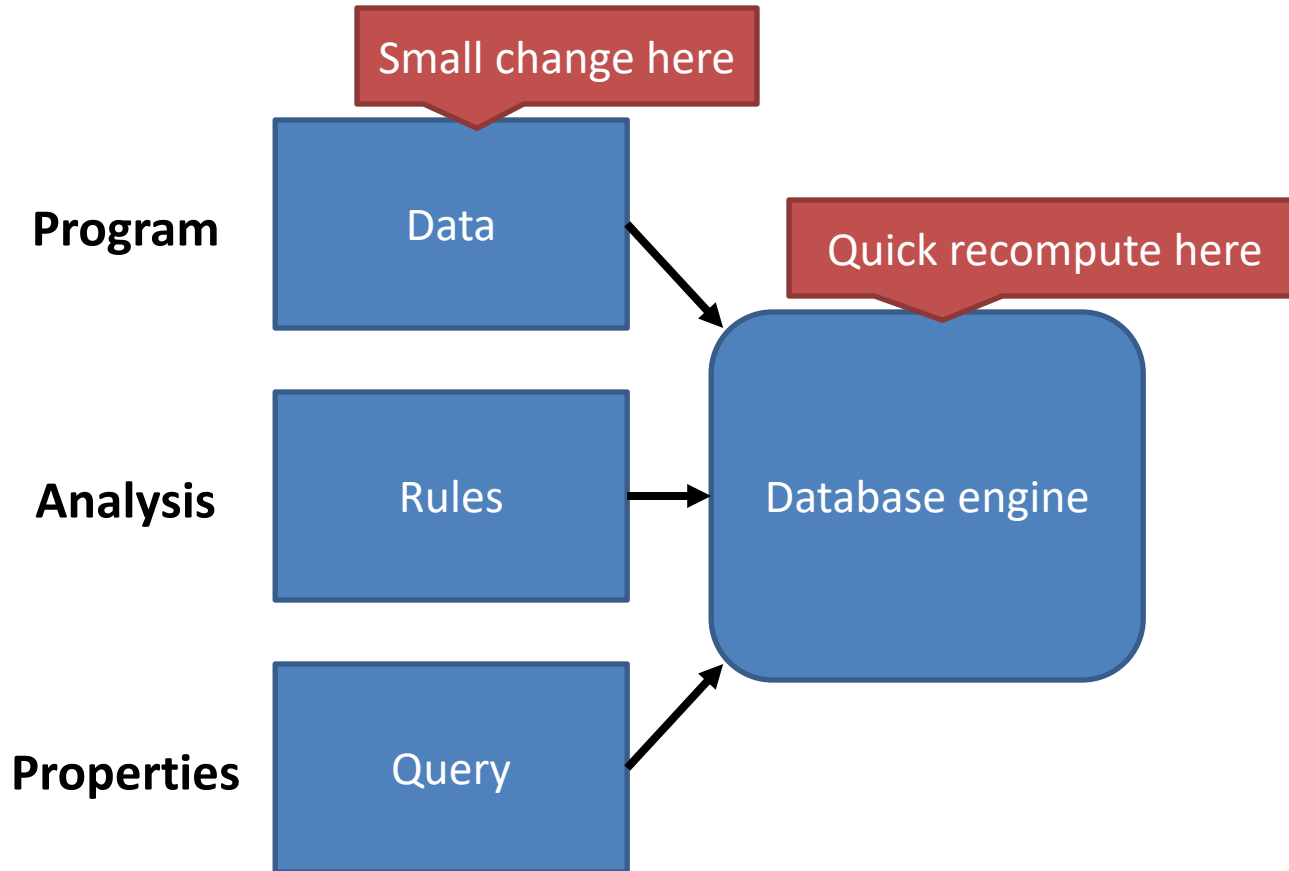 Small change here
Program
Data
Quick recompute here
Analysis
Rules
Database engine
Properties
Query